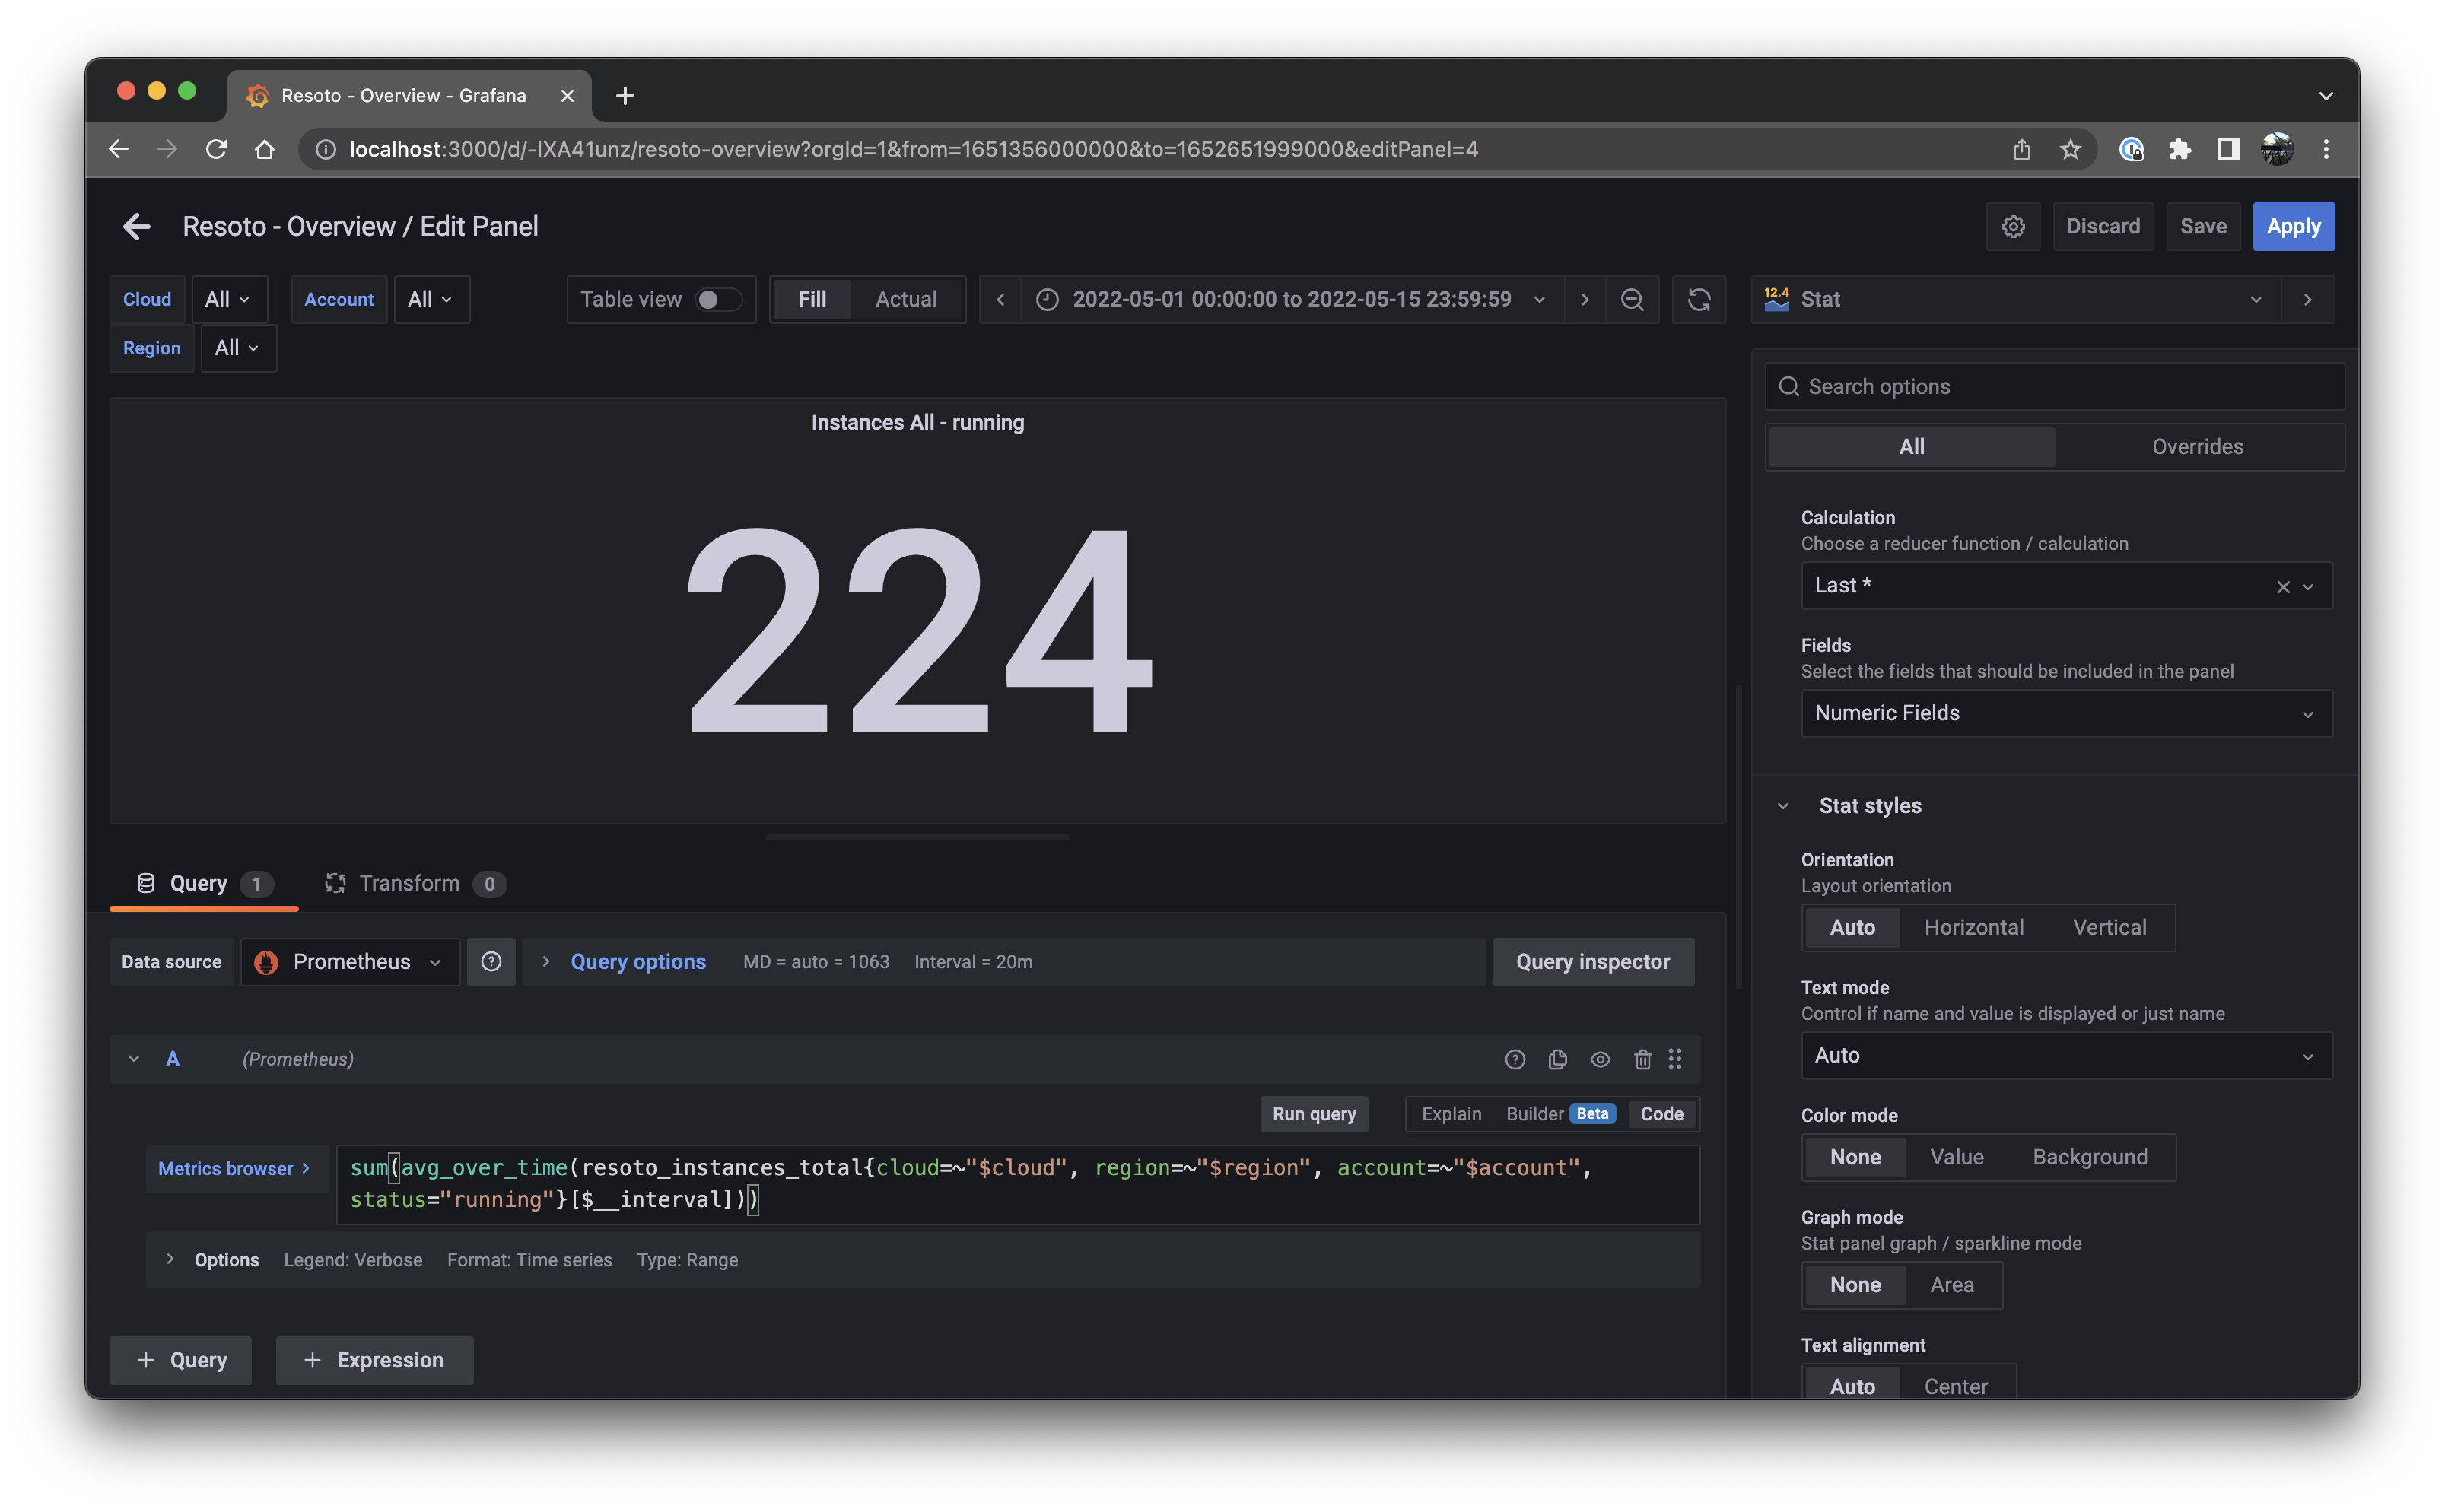 Resoto - Overview - Grafana
localhost:3000/d/-IXA41unz/resoto-overview?orgId=1&from=1651356000000&to=1652651999000&editPanel=4
Resoto - Overview / Edit Panel
Discard
Save
Apply
Cloud
All
Account
All
Table view
Fill
Actual
2022-05-01 00:00:00 to 2022-05-15 23:59:59
12.4
Stat
Region
All
Search options
All
Overrides
Instances All - running
224
Calculation
Choose a reducer function / calculation
Last *
Fields
Select the fields that should be included in the panel
Numeric Fields
Stat styles
Orientation
Layout orientation
Auto
Horizontal
Vertical
Text mode
Control if name and value is displayed or just name
Auto
Color mode
None
Value
Background
Graph mode
Stat panel graph / sparkline mode
None
Area
Text alignment
Auto
Center
Query 1
Transform 0
Data source
Prometheus
Query options
MD = auto = 1063
Interval = 20m
Query inspector
A
(Prometheus)
Run query
Explain
Builder Beta
Code
Metrics browser >
sum(avg_over_time(resoto_instances_total{cloud=~"$cloud", region=~"$region", account=~"$account",
status="running"}[$__interval]))
Options
Legend: Verbose
Format: Time series
Type: Range
+ Query
+ Expression